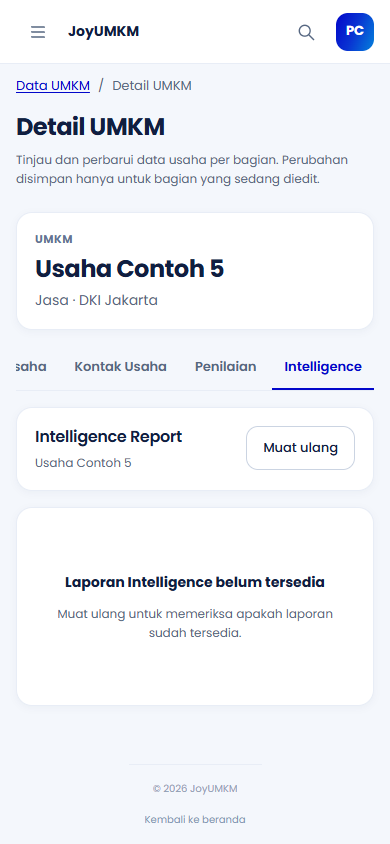 JoyUMKM
PC
Data UMKM / Detail UMKM
Detail UMKM
Tinjau dan perbarui data usaha per bagian. Perubahan
disimpan hanya untuk bagian yang sedang diedit.
UMKM
Usaha Contoh 5
Jasa · DKI Jakarta
saha Kontak Usaha Penilaian Intelligence
Intelligence Report
Usaha Contoh 5
Muat ulang
Laporan Intelligence belum tersedia
Muat ulang untuk memeriksa apakah laporan
sudah tersedia.
© 2026 JoyUMKM
Kembali ke beranda